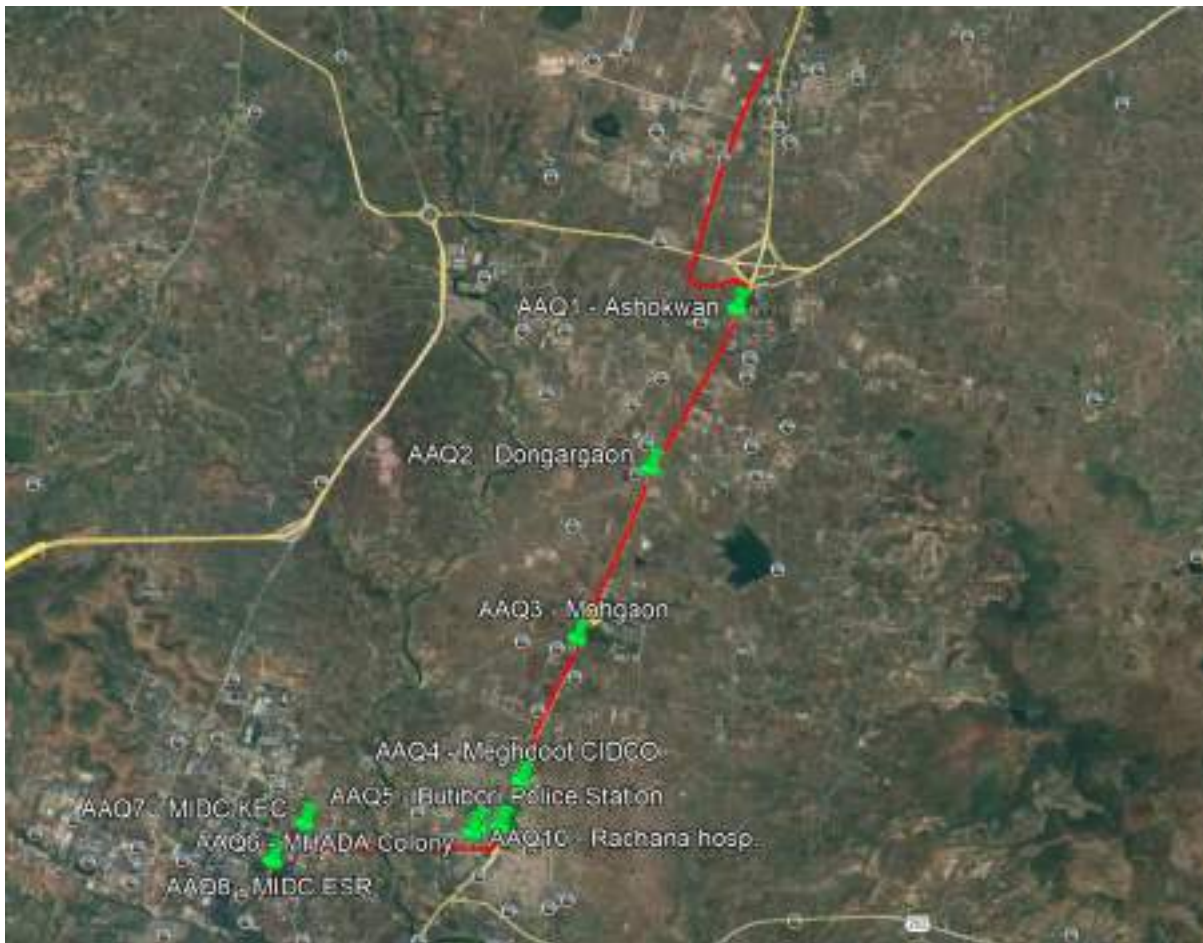 AAQ1 - Ashokwan
AAQ2 - Dongargaon
AAQ3 - Mahgaon
AAQ4 - Meghdoot CIDCO
AAQ5 - Butibori Police Station
AAQ7 - MIDC KEC
AAQ6 - MHADA Colony
AAQ10 - Rachana hosp.
AAQ8 - MIDC ESR